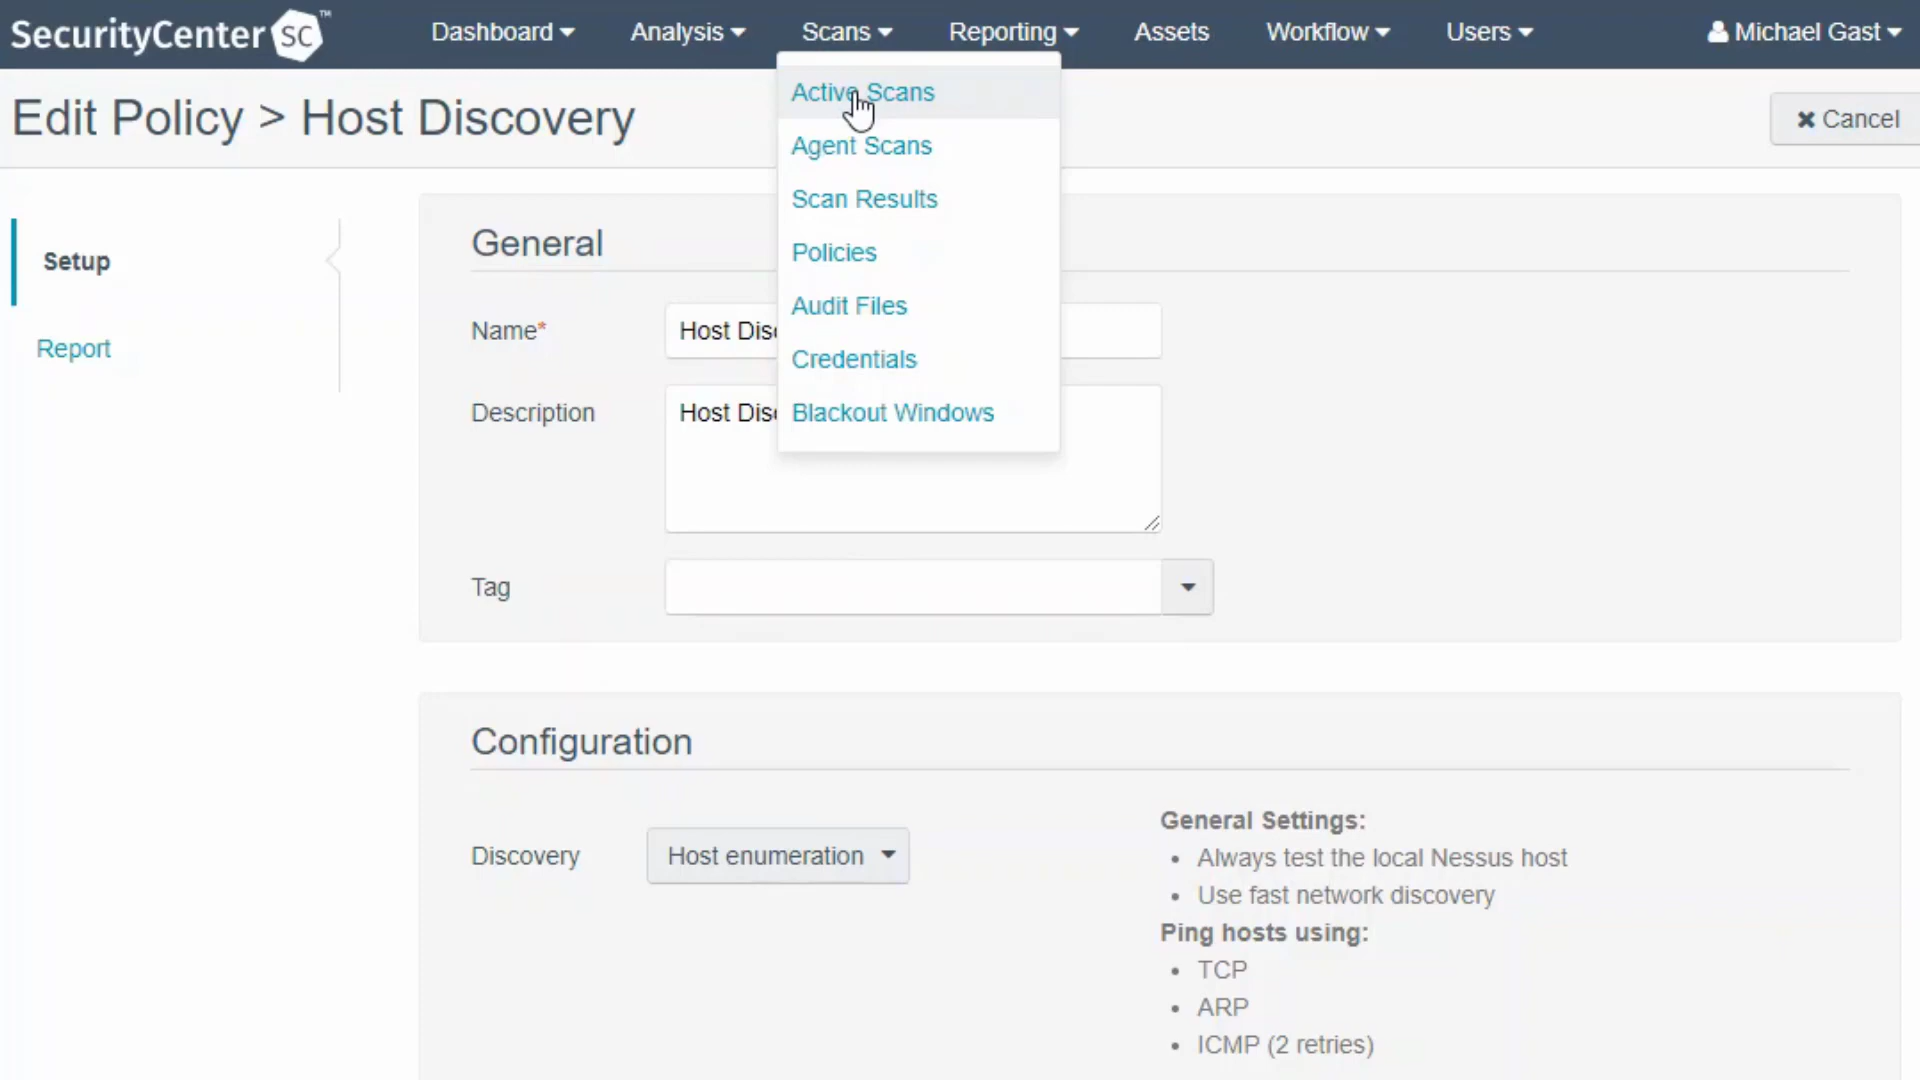 SecurityCenter SC ™ Dashboard Analysis Scans Reporting Assets Workflow Users Michael Gast
Edit Policy > Host Discovery
Cancel
Active Scans
Agent Scans
Scan Results
Policies
Audit Files
Credentials
Blackout Windows
Setup
Report
General
Name*
Host Dis
Description
Host Dis
Tag
Configuration
Discovery
Host enumeration
General Settings:
• Always test the local Nessus host
• Use fast network discovery
Ping hosts using:
• TCP
• ARP
• ICMP (2 retries)